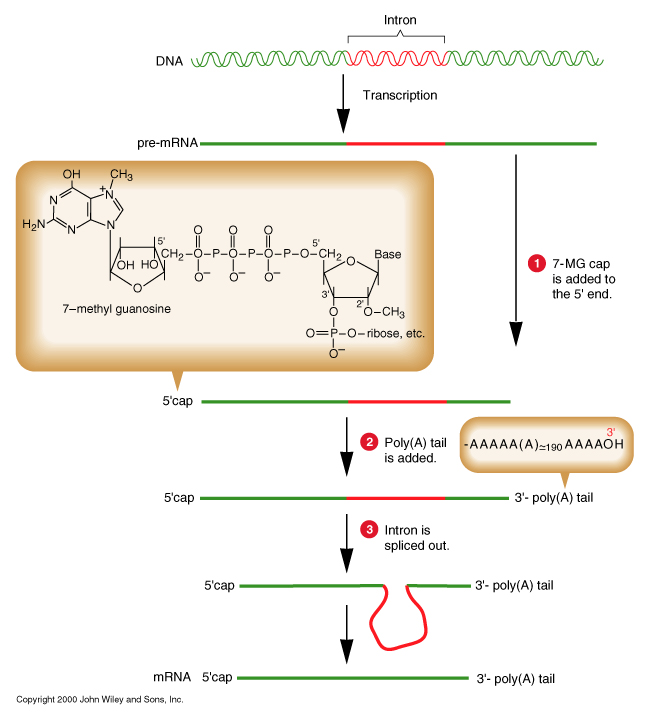 Intron
DNA
Transcription
pre-mRNA
OH
CH₃
N
N
+
H₂N
N
N
5'
O
O
O
5'
CH₂-O-P-O-P-O-P-O-CH₂
Base
OH HO
O⁻
O⁻
O⁻
O
O
3'
2'
7-methyl guanosine
O
O-CH₃
O=P-O-ribose, etc.
O⁻
1 7-MG cap
is added to
the 5' end.
5'cap
2 Poly(A) tail
is added.
3'
-AAAAA(A)≃190 AAAAOH
5'cap
3'- poly(A) tail
3 Intron is
spliced out.
5'cap
3'- poly(A) tail
mRNA 5'cap
3'- poly(A) tail
Copyright 2000 John Wiley and Sons, Inc.